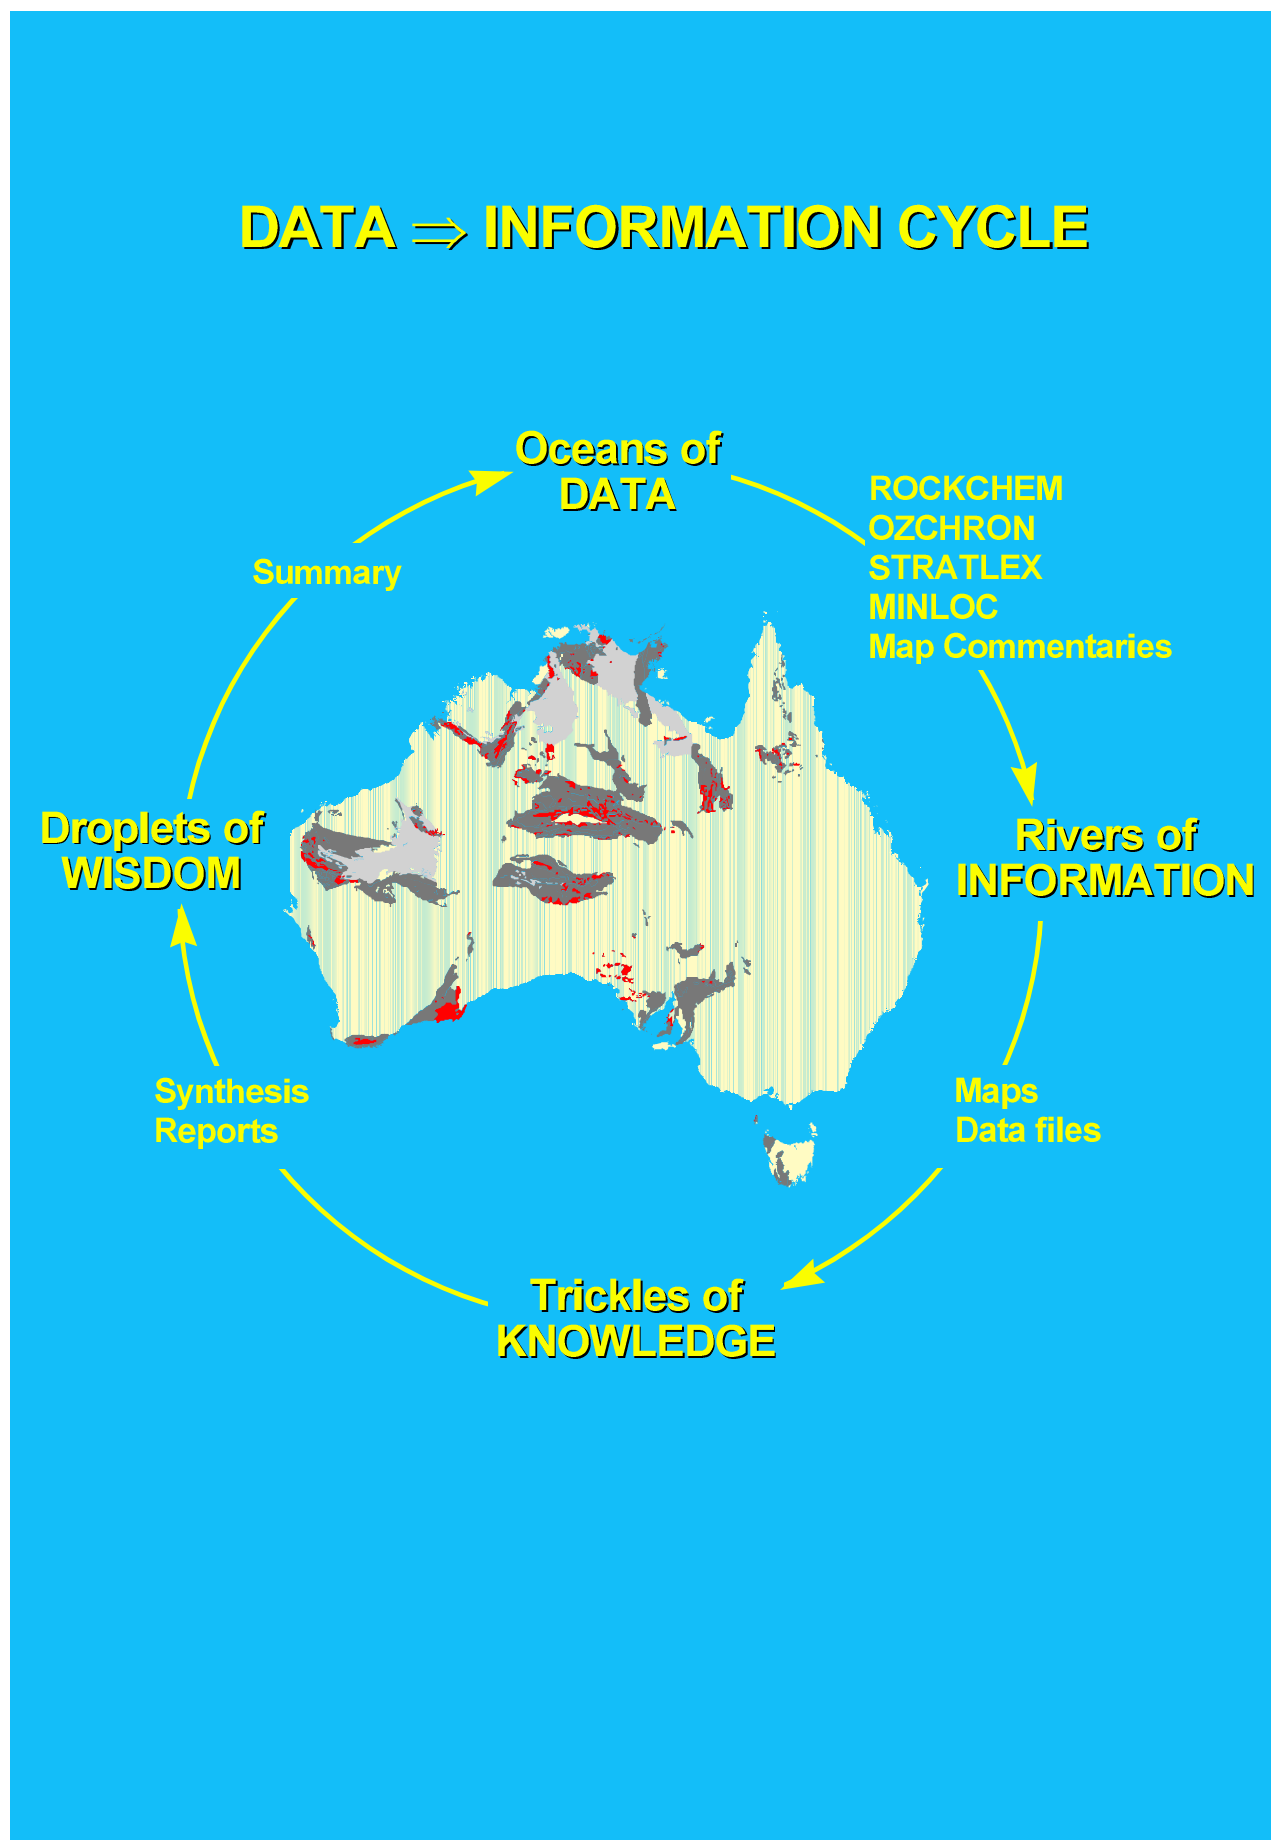 DATA ⇒ INFORMATION CYCLE
Oceans of
DATA
ROCKCHEM
OZCHRON
STRATLEX
MINLOC
Map Commentaries
Summary
Droplets of
WISDOM
Rivers of
INFORMATION
Synthesis
Reports
Maps
Data files
Trickles of
KNOWLEDGE